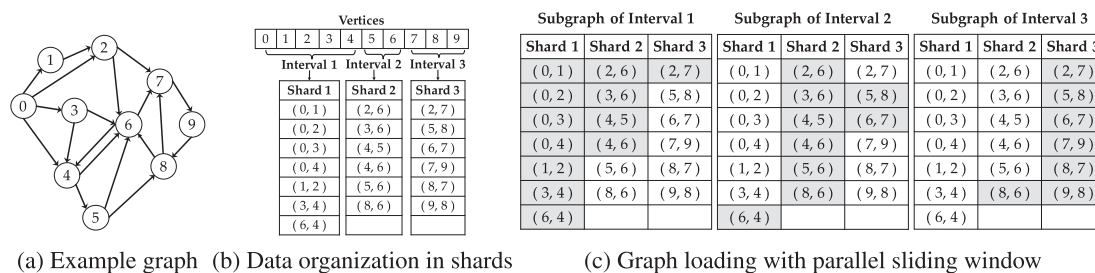 1
2
0
3
6
7
9
4
8
5
(a) Example graph
Vertices
0 1 2 3 4 5 6 7 8 9
Interval 1 Interval 2 Interval 3
Shard 1 Shard 2 Shard 3
( 0, 1 ) ( 2, 6 ) ( 2, 7 )
( 0, 2 ) ( 3, 6 ) ( 5, 8 )
( 0, 3 ) ( 4, 5 ) ( 6, 7 )
( 0, 4 ) ( 4, 6 ) ( 7, 9 )
( 1, 2 ) ( 5, 6 ) ( 8, 7 )
( 3, 4 ) ( 8, 6 ) ( 9, 8 )
( 6, 4 )
(b) Data organization in shards
Subgraph of Interval 1
Shard 1 Shard 2 Shard 3
( 0, 1 ) ( 2, 6 ) ( 2, 7 )
( 0, 2 ) ( 3, 6 ) ( 5, 8 )
( 0, 3 ) ( 4, 5 ) ( 6, 7 )
( 0, 4 ) ( 4, 6 ) ( 7, 9 )
( 1, 2 ) ( 5, 6 ) ( 8, 7 )
( 3, 4 ) ( 8, 6 ) ( 9, 8 )
( 6, 4 )
Subgraph of Interval 2
Shard 1 Shard 2 Shard 3
( 0, 1 ) ( 2, 6 ) ( 2, 7 )
( 0, 2 ) ( 3, 6 ) ( 5, 8 )
( 0, 3 ) ( 4, 5 ) ( 6, 7 )
( 0, 4 ) ( 4, 6 ) ( 7, 9 )
( 1, 2 ) ( 5, 6 ) ( 8, 7 )
( 3, 4 ) ( 8, 6 ) ( 9, 8 )
( 6, 4 )
Subgraph of Interval 3
Shard 1 Shard 2 Shard 3
( 0, 1 ) ( 2, 6 ) ( 2, 7 )
( 0, 2 ) ( 3, 6 ) ( 5, 8 )
( 0, 3 ) ( 4, 5 ) ( 6, 7 )
( 0, 4 ) ( 4, 6 ) ( 7, 9 )
( 1, 2 ) ( 5, 6 ) ( 8, 7 )
( 3, 4 ) ( 8, 6 ) ( 9, 8 )
( 6, 4 )
(c) Graph loading with parallel sliding window